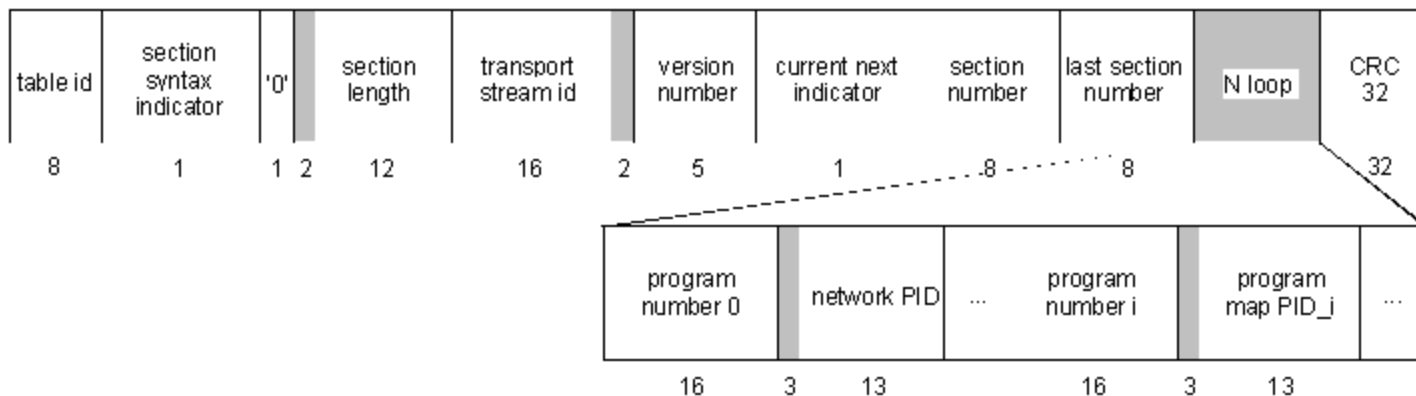 table id
section
syntax
indicator
'0'
section
length
transport
stream id
version
number
current next
indicator
section
number
last section
number
N loop
CRC
32
8 1 1 2 12 16 2 5 1 8 8 32
program
number 0
network PID
...
program
number i
program
map PID_i
...
16 3 13 16 3 13